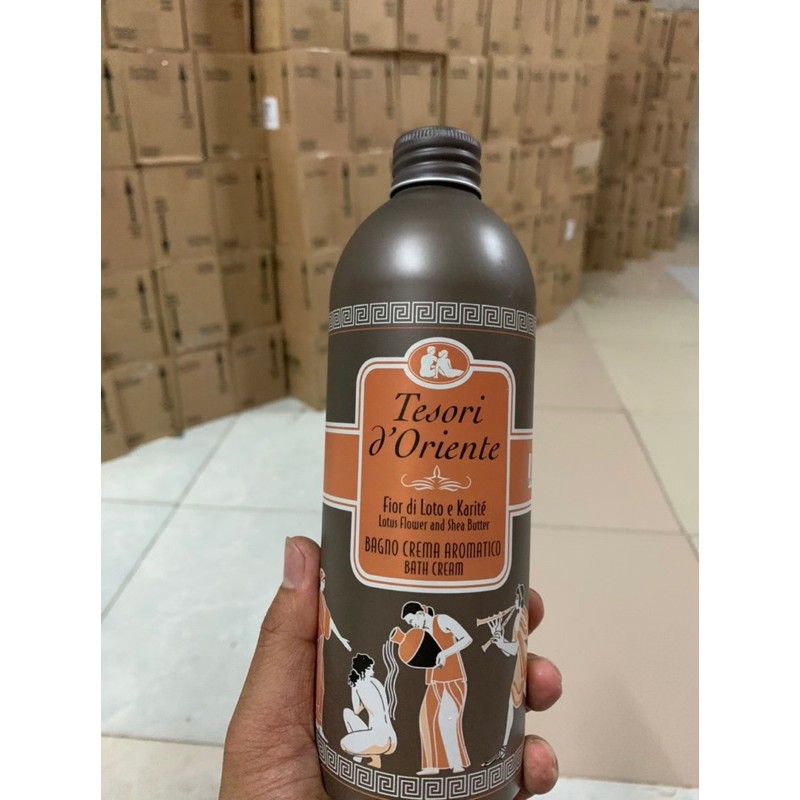 Tesori
d'Oriente
Fior di Loto e Karité
Lotus Flower and Shea Butter
BAGNO CREMA AROMATICO
BATH CREAM